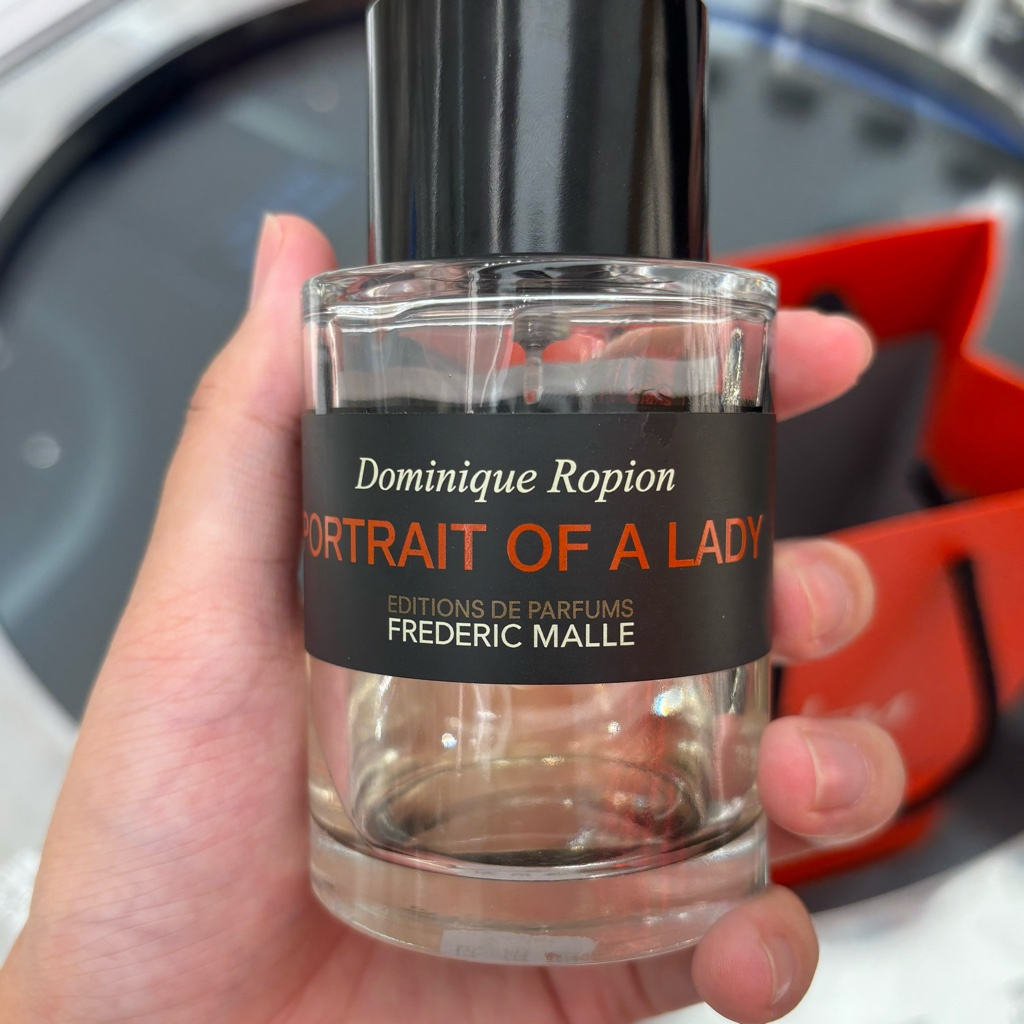 Dominique Ropion
PORTRAIT OF A LADY
EDITIONS DE PARFUMS
FREDERIC MALLE